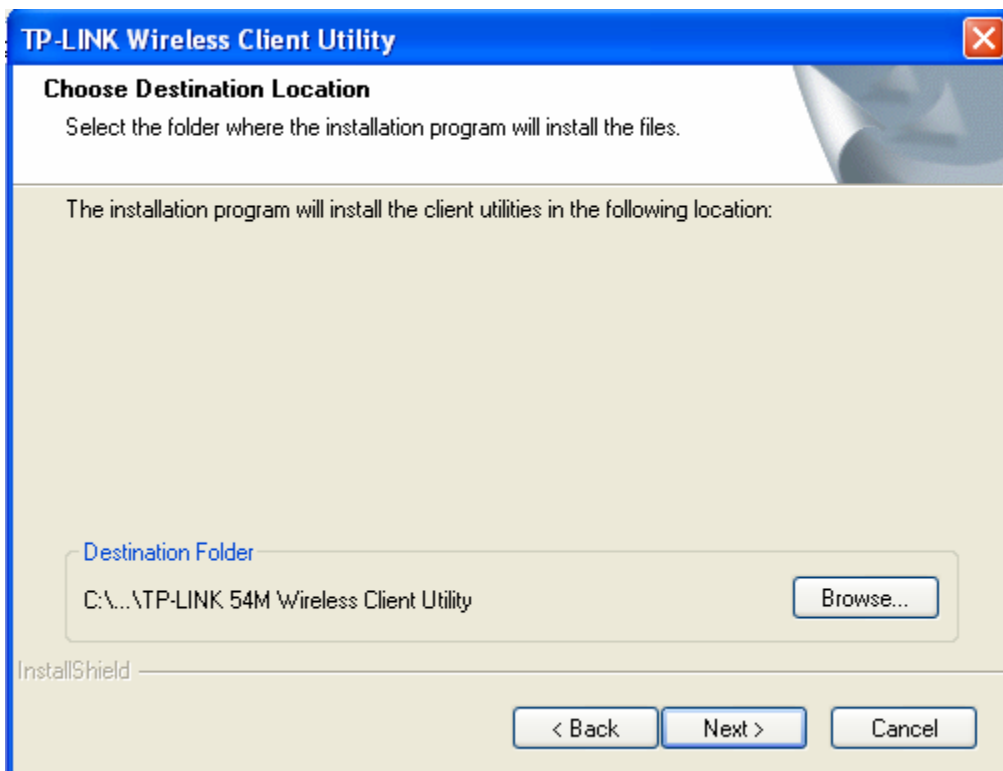 TP-LINK Wireless Client Utility
Choose Destination Location
Select the folder where the installation program will install the files.
The installation program will install the client utilities in the following location:
Destination Folder
C:\...\TP-LINK 54M Wireless Client Utility
Browse...
InstallShield
< Back
Next >
Cancel